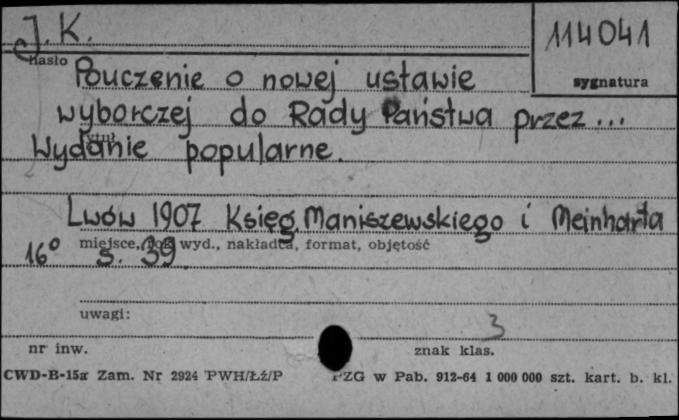 J. K.
114041
hasło
sygnatura
Pouczenie o nowej ustawie
wyborczej do Rady Państwa przez...
tytuł
Wydanie popularne.
Lwów 1907 Księg. Maniszewskiego i Meinharta
miejsce, rok wyd., nakładca, format, objętość
16° s. 39
uwagi:
3
nr inw.
znak klas.
CWD-B-15a Zam. Nr 2924 PWH/Łź/P PZG w Pab. 912-64 1 000 000 szt. kart. b. kl.